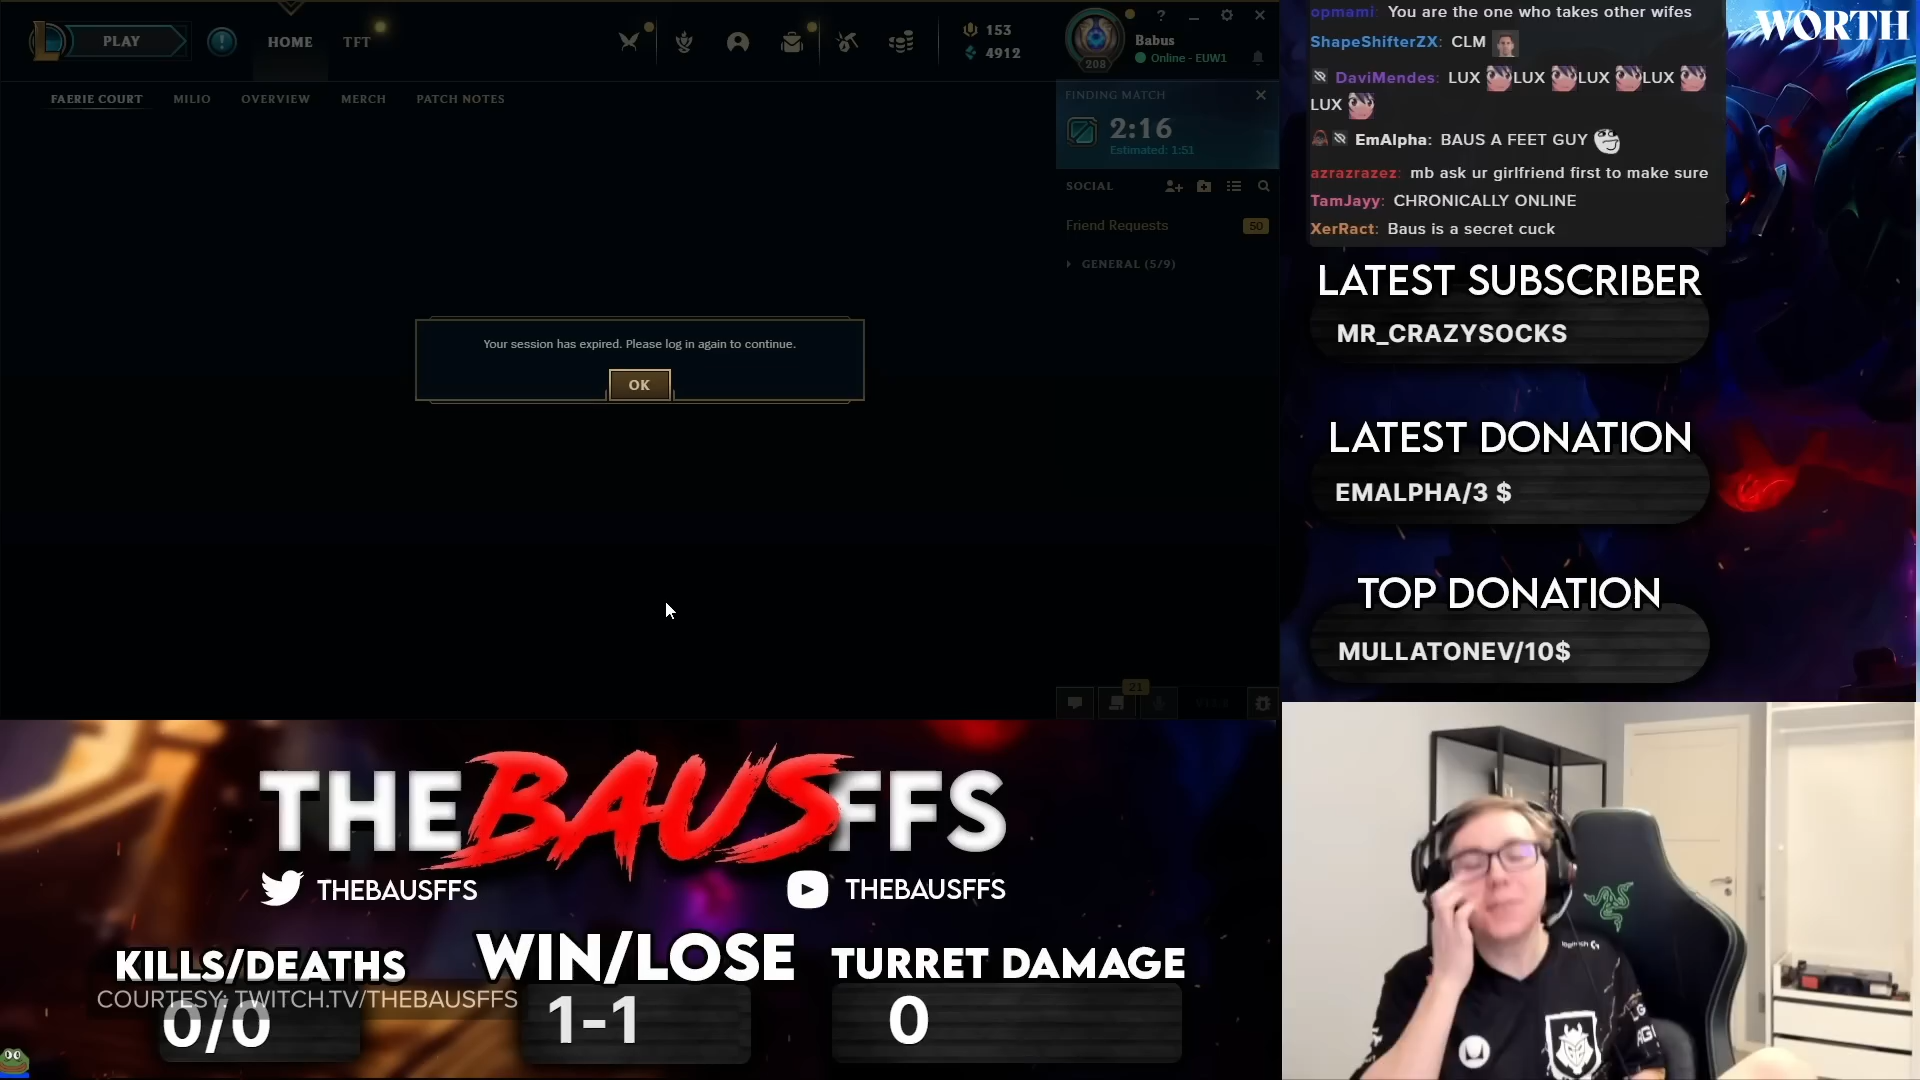 PLAY
HOME
TFT
153
4912
208
Babus
Online - EUW1
FAERIE COURT
MILIO
OVERVIEW
MERCH
PATCH NOTES
FINDING MATCH
2:16
Estimated: 1:51
SOCIAL
Friend Requests
50
GENERAL (5/9)
Your session has expired. Please log in again to continue.
OK
21
opmami: You are the one who takes other wifes
ShapeShifterZX: CLM
DaviMendes: LUX LUX LUX LUX
LUX
EmAlpha: BAUS A FEET GUY
azrazrazez: mb ask ur girlfriend first to make sure
TamJayy: CHRONICALLY ONLINE
XerRact: Baus is a secret cuck
WORTH
LATEST SUBSCRIBER
MR_CRAZYSOCKS
LATEST DONATION
EMALPHA/3 $
TOP DONATION
MULLATONEV/10$
THEBAUSFFS
THEBAUSFFS
THEBAUSFFS
KILLS/DEATHS
WIN/LOSE
TURRET DAMAGE
COURTESY: TWITCH.TV/THEBAUSFFS
0/0
1-1
0
logitech G